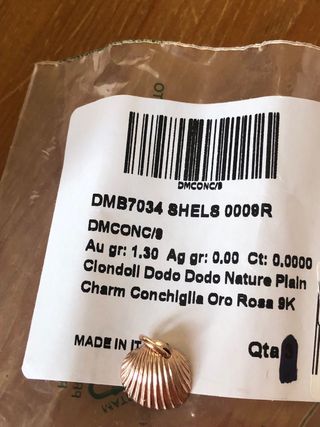 DMCONC/9
DMB7034 SHELS 0009R
DMCONC/9
Au gr: 1.30 Ag gr: 0.00 Ct: 0.0000
Ciondoli Dodo Dodo Nature Plain
Charm Conchiglia Oro Rosa 9K
MADE IN
Qta